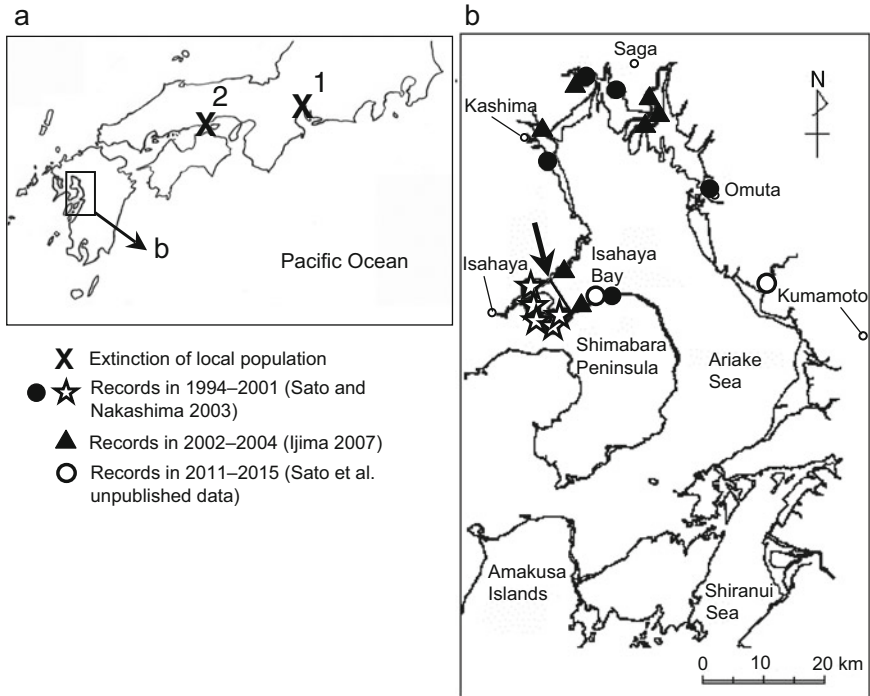 a
1
2
b
Pacific Ocean
X Extinction of local population
Records in 1994–2001 (Sato and
Nakashima 2003)
Records in 2002–2004 (Ijima 2007)
Records in 2011–2015 (Sato et al.
unpublished data)
b
Saga
N
Kashima
Omuta
Isahaya
Isahaya
Bay
Kumamoto
Shimabara
Peninsula
Ariake
Sea
Amakusa
Islands
Shiranui
Sea
0 10 20 km